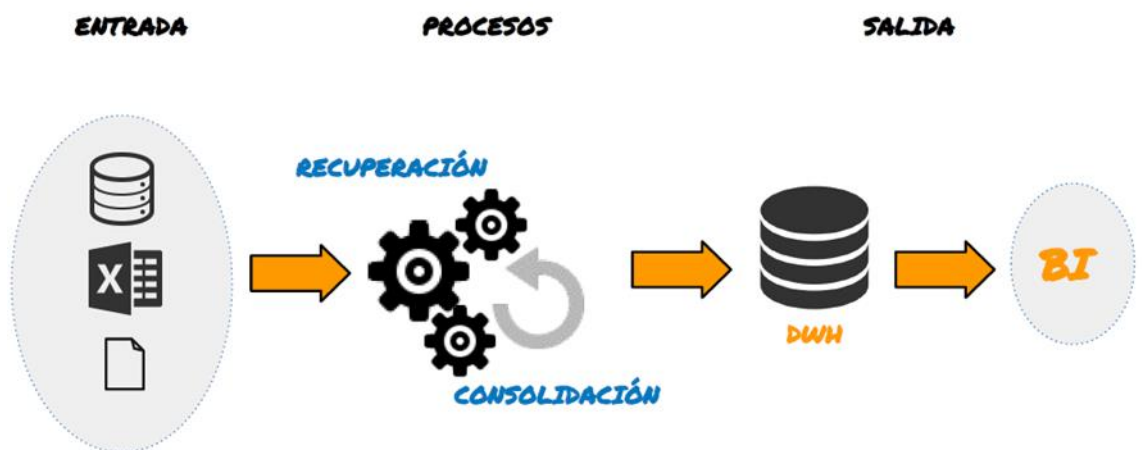 ENTRADA
PROCESOS
SALIDA
RECUPERACIÓN
X
BI
DWH
CONSOLIDACIÓN